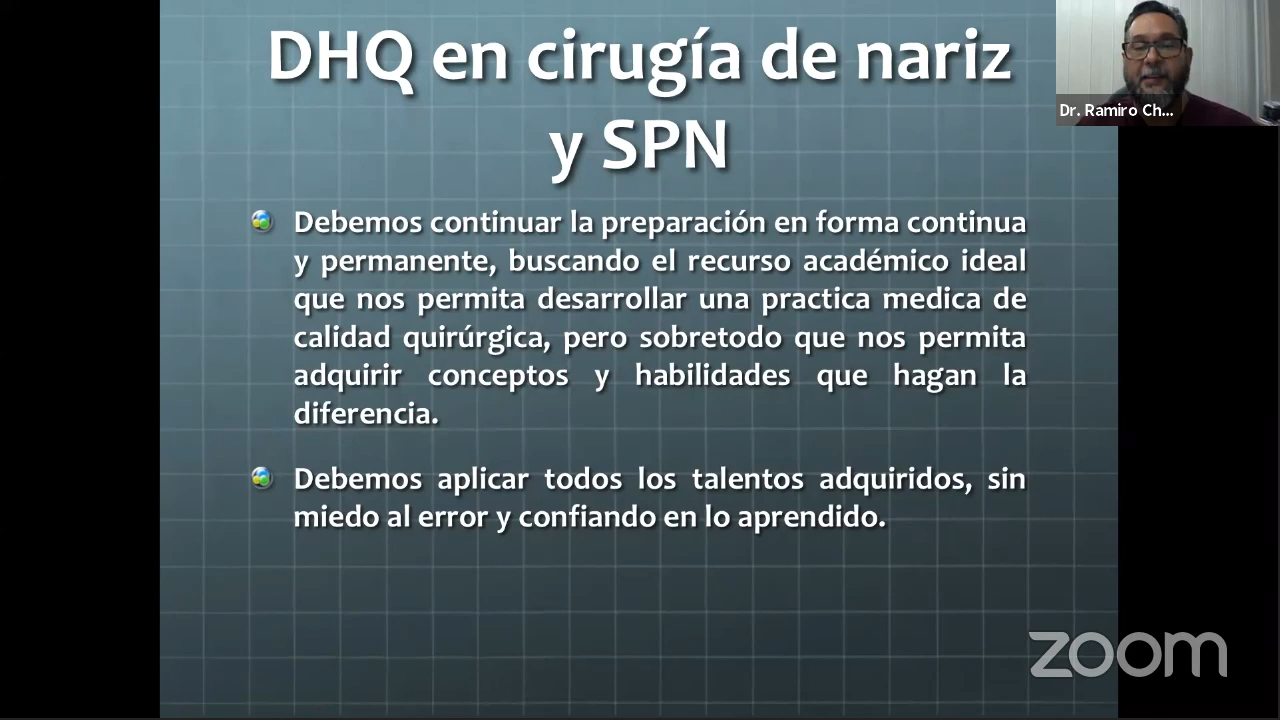 DHQ en cirugía de nariz
y SPN
Dr. Ramiro Ch...
Debemos continuar la preparación en forma continua
y permanente, buscando el recurso académico ideal
que nos permita desarrollar una practica medica de
calidad quirúrgica, pero sobretodo que nos permita
adquirir conceptos y habilidades que hagan la
diferencia.
Debemos aplicar todos los talentos adquiridos, sin
miedo al error y confiando en lo aprendido.
zoom